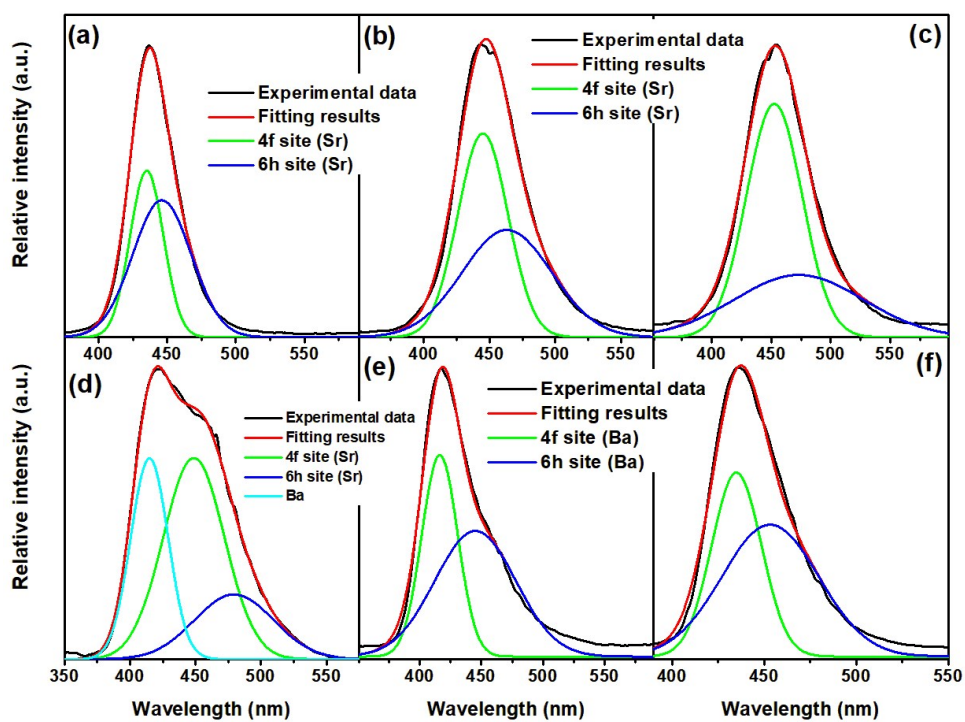 Relative intensity (a.u.)
(a)
Experimental data
Fitting results
4f site (Sr)
6h site (Sr)
400 450 500 550
(b)
Experimental data
Fitting results
4f site (Sr)
6h site (Sr)
400 450 500 550
(c)
400 450 500 550
Relative intensity (a.u.)
(d)
Experimental data
Fitting results
4f site (Sr)
6h site (Sr)
Ba
350 400 450 500 550
Wavelength (nm)
(e)
Experimental data
Fitting results
4f site (Ba)
6h site (Ba)
400 450 500 550
Wavelength (nm)
(f)
400 450 500 550
Wavelength (nm)